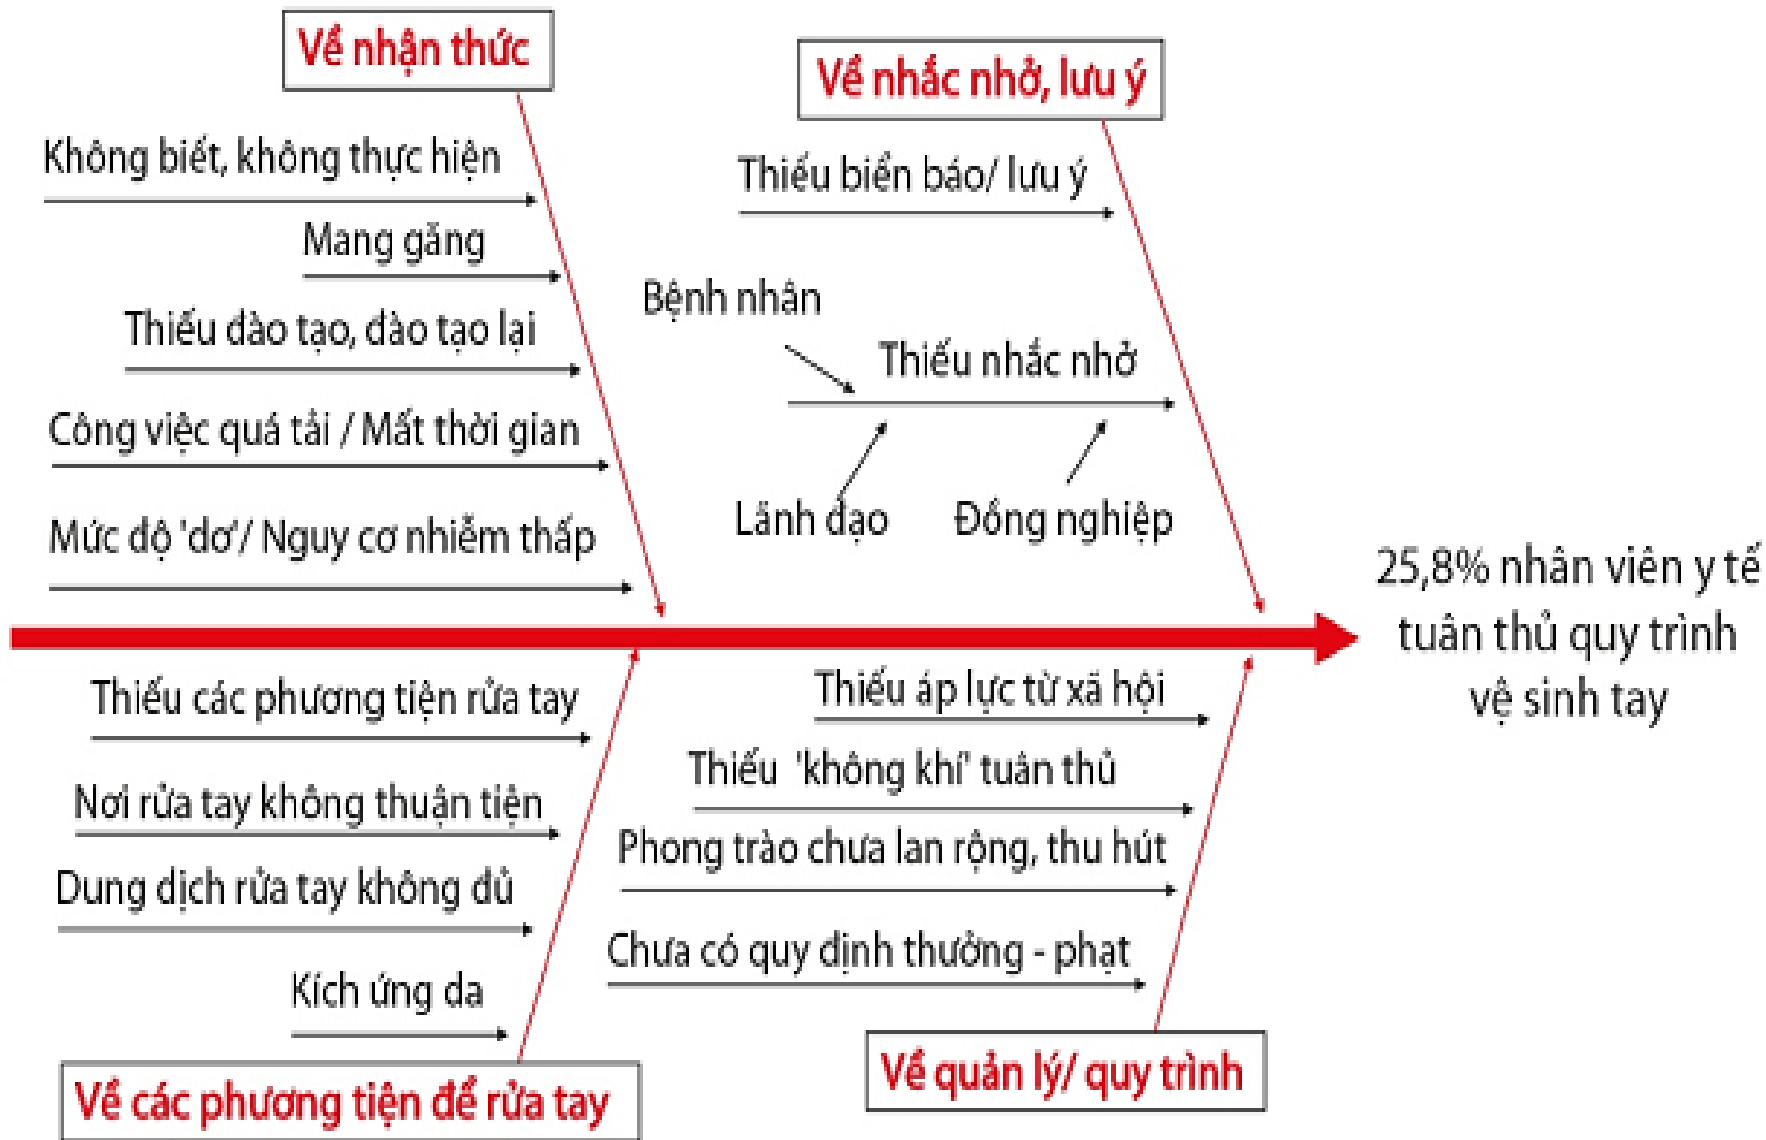 Về nhận thức
Không biết, không thực hiện
Mang găng
Thiếu đào tạo, đào tạo lại
Công việc quá tải / Mất thời gian
Mức độ 'dơ'/ Nguy cơ nhiễm thấp
Về nhắc nhở, lưu ý
Thiếu biển báo/ lưu ý
Bệnh nhân
Thiếu nhắc nhở
Lãnh đạo
Đồng nghiệp
25,8% nhân viên y tế
tuân thủ quy trình
vệ sinh tay
Thiếu các phương tiện rửa tay
Nơi rửa tay không thuận tiện
Dung dịch rửa tay không đủ
Kích ứng da
Về các phương tiện để rửa tay
Thiếu áp lực từ xã hội
Thiếu 'không khí' tuân thủ
Phong trào chưa lan rộng, thu hút
Chưa có quy định thưởng - phạt
Về quản lý/ quy trình